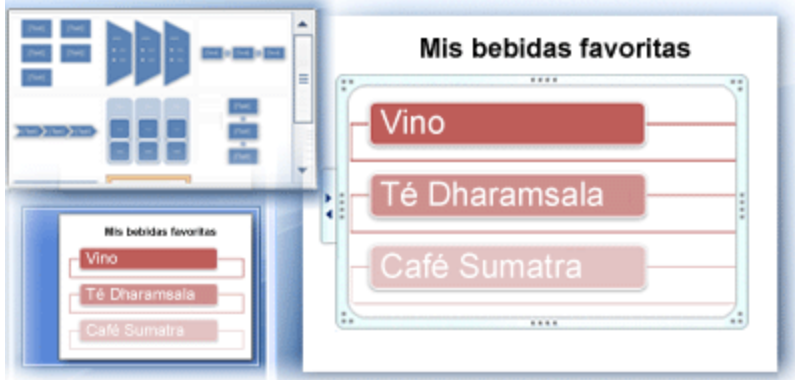 Mis bebidas favoritas
Vino
Té Dharamsala
Café Sumatra
Mis bebidas favoritas
Vino
Té Dharamsala
Café Sumatra